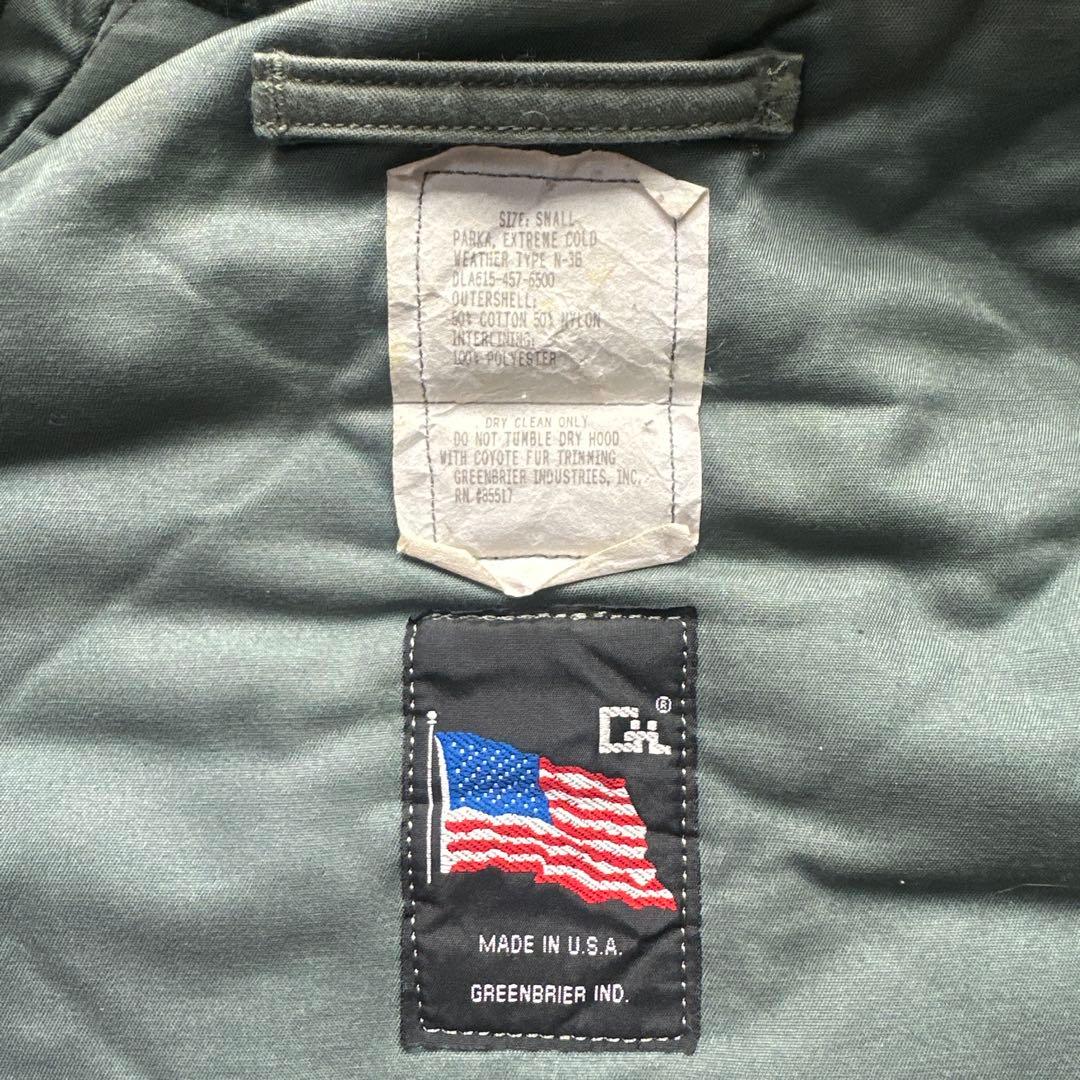 SIZE: SMALL
PARKA, EXTREME COLD
WEATHER TYPE N-3B
DLA615-457-6500
OUTERSHELL:
50% COTTON 50% NYLON
INTERLINING:
100% POLYESTER
DRY CLEAN ONLY
DO NOT TUMBLE DRY HOOD
WITH COYOTE FUR TRIMMING
GREENBRIER INDUSTRIES, INC.
RN #85517
®
MADE IN U.S.A.
GREENBRIER IND.